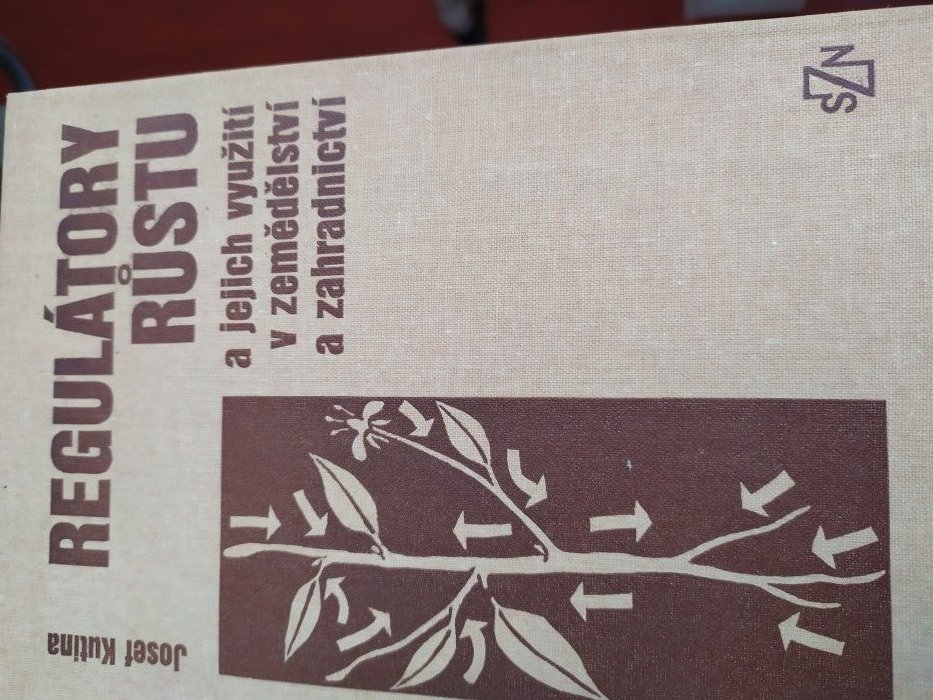 Josef Kutina
REGULÁTORY
RŮSTU
a jejich využití
v zemědělství
a zahradnictví
SZN